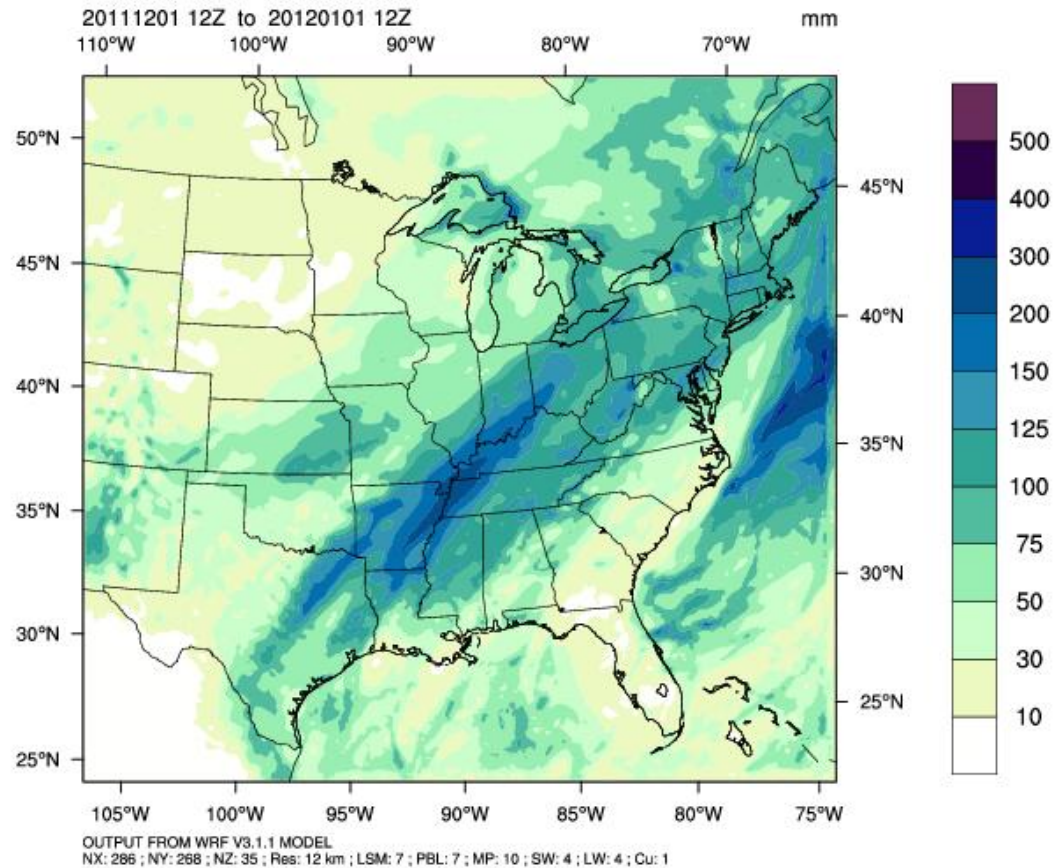 20111201 12Z to 20120101 12Z mm
110°W 100°W 90°W 80°W 70°W
50°N 45°N
45°N 40°N
40°N 35°N
35°N 30°N
30°N 25°N
25°N
105°W 100°W 95°W 90°W 85°W 80°W 75°W
500
400
300
200
150
125
100
75
50
30
10
OUTPUT FROM WRF V3.1.1 MODEL
NX: 286 ; NY: 268 ; NZ: 35 ; Res: 12 km ; LSM: 7 ; PBL: 7 ; MP: 10 ; SW: 4 ; LW: 4 ; Cu: 1